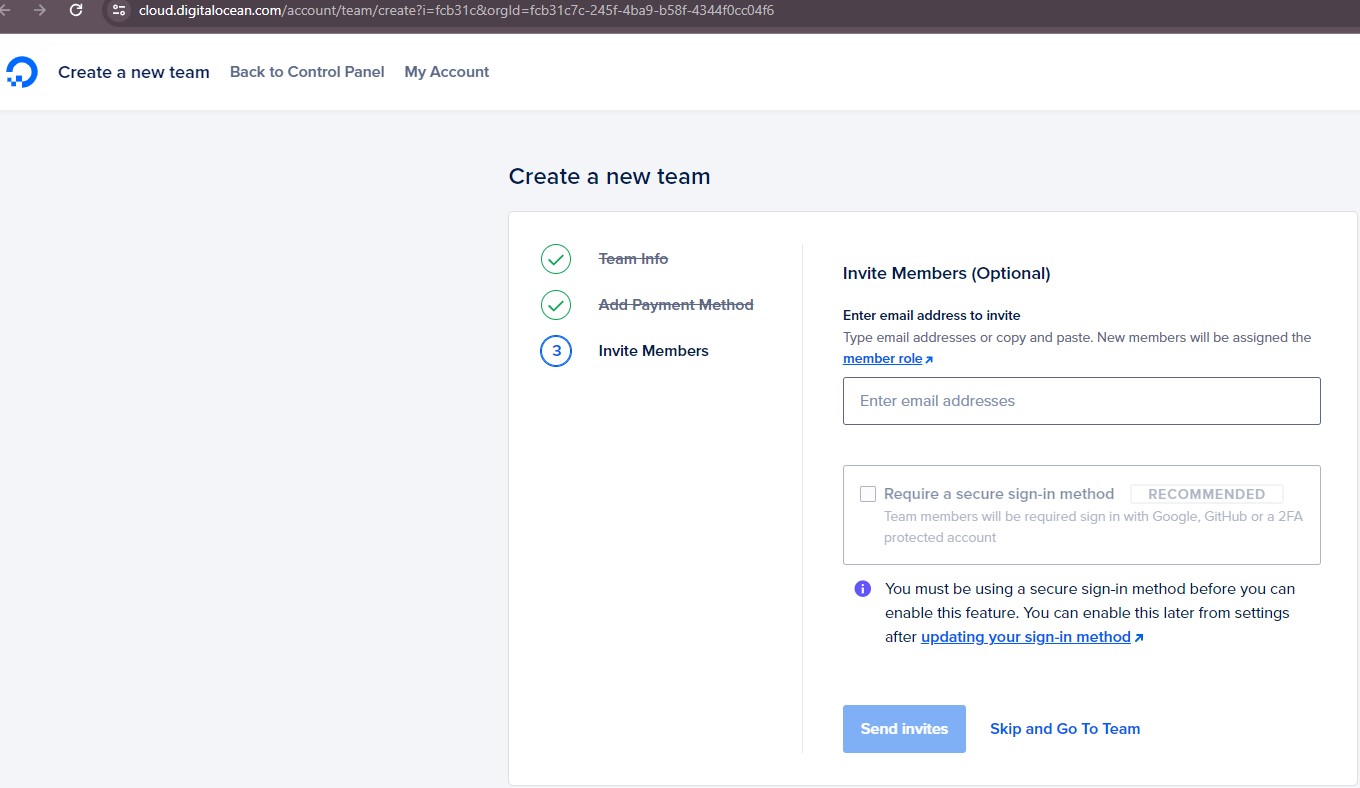 cloud.digitalocean.com/account/team/create?i=fcb31c&orgId=fcb31c7c-245f-4ba9-b58f-4344f0cc04f6
Create a new team Back to Control Panel My Account
Create a new team
Team Info
Add Payment Method
3 Invite Members
Invite Members (Optional)
Enter email address to invite
Type email addresses or copy and paste. New members will be assigned the
member role
Enter email addresses
Require a secure sign-in method RECOMMENDED
Team members will be required sign in with Google, GitHub or a 2FA
protected account
You must be using a secure sign-in method before you can
enable this feature. You can enable this later from settings
after updating your sign-in method
Send invites Skip and Go To Team